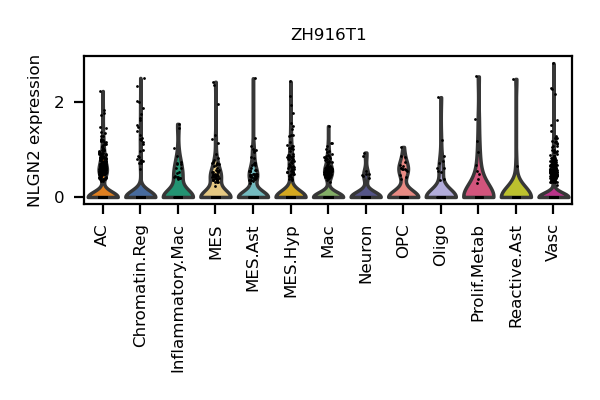 ZH916T1
NLGN2 expression
2
0
AC
Chromatin.Reg
Inflammatory.Mac
MES
MES.Ast
MES.Hyp
Mac
Neuron
OPC
Oligo
Prolif.Metab
Reactive.Ast
Vasc